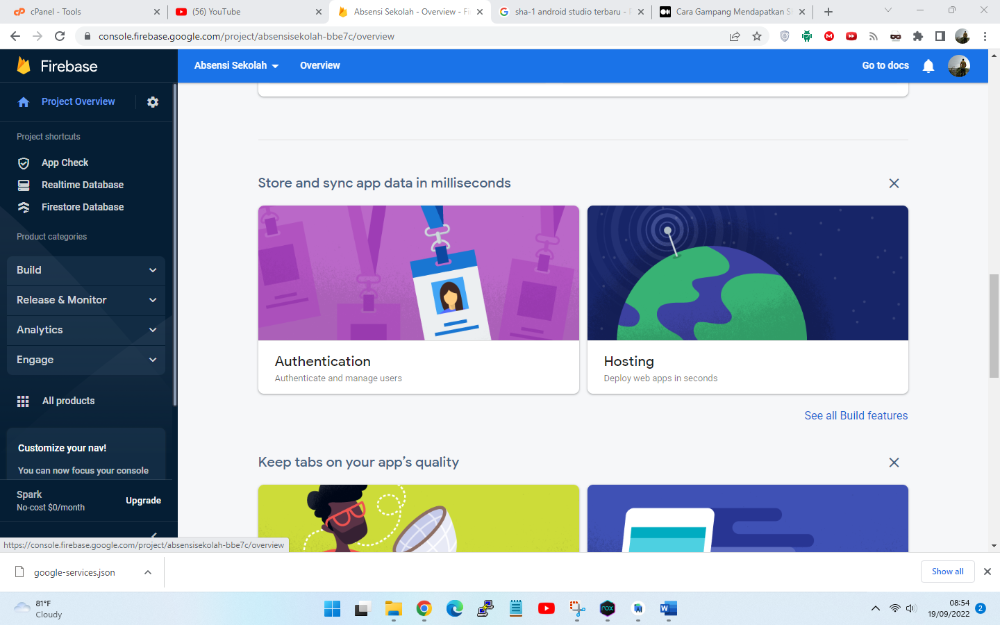 cPanel - Tools
(56) YouTube
Absensi Sekolah - Overview - Fi
sha-1 android studio terbaru -
Cara Gampang Mendapatkan S
console.firebase.google.com/project/absensisekolah-bbe7c/overview
Firebase
Absensi Sekolah
Overview
Go to docs
Project Overview
Project shortcuts
App Check
Realtime Database
Firestore Database
Product categories
Build
Release & Monitor
Analytics
Engage
All products
Customize your nav!
You can now focus your console
Spark
No-cost $0/month
Upgrade
Store and sync app data in milliseconds
Authentication
Authenticate and manage users
Hosting
Deploy web apps in seconds
See all Build features
Keep tabs on your app's quality
https://console.firebase.google.com/project/absensisekolah-bbe7c/overview
google-services.json
Show all
81°F
Cloudy
08:54
19/09/2022
2